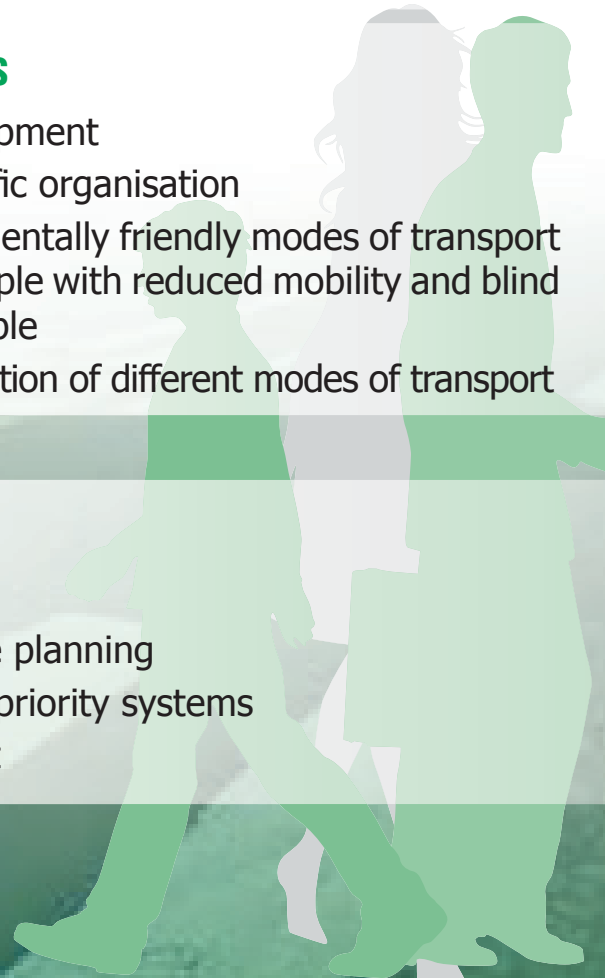 s
pment
fic organisation
entally friendly modes of transport
ple with reduced mobility and blind
ple
tion of different modes of transport
e planning
priority systems
t